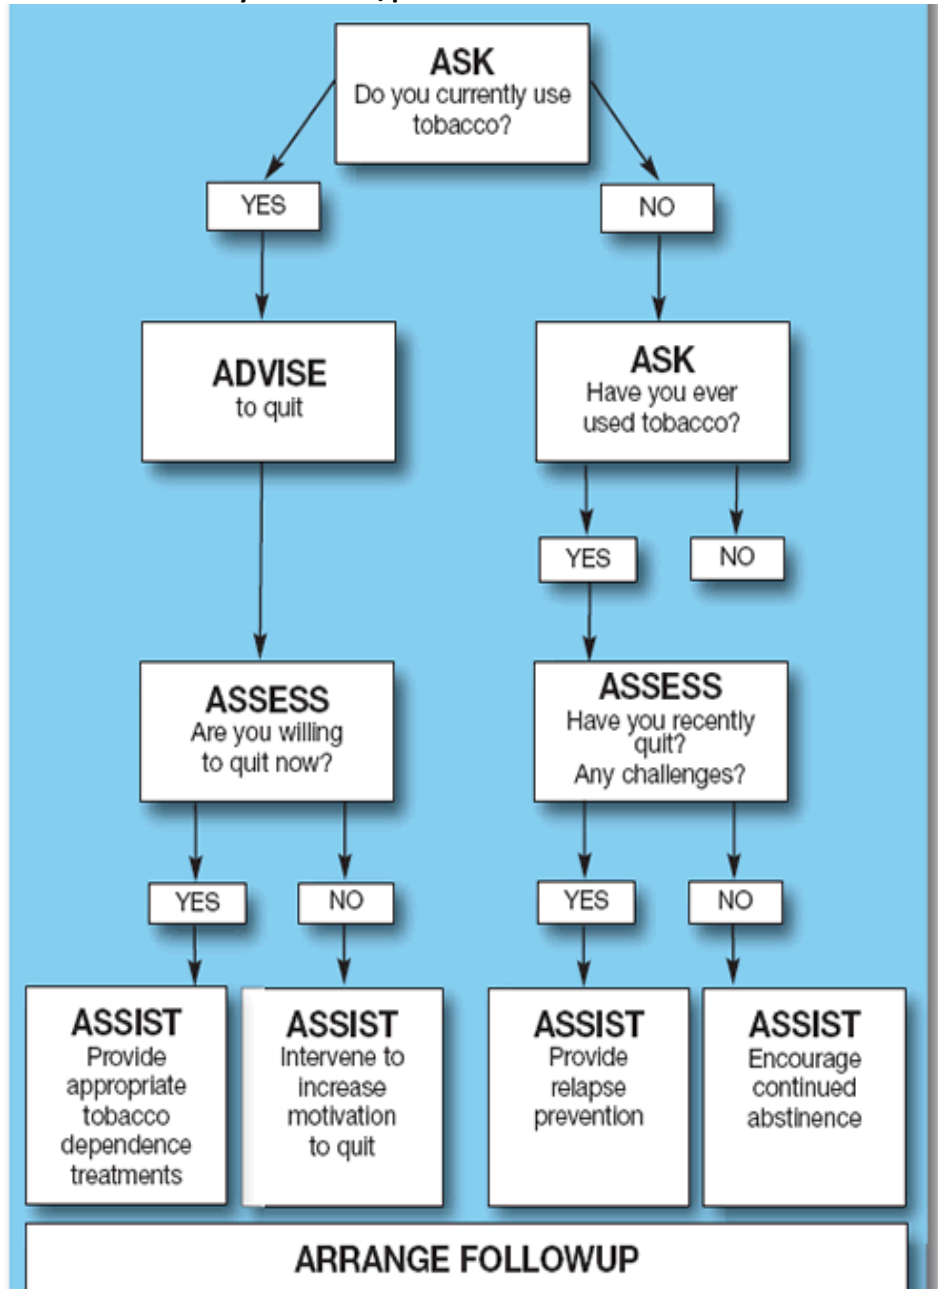 ASK
Do you currently use
tobacco?
YES
NO
ADVISE
to quit
ASK
Have you ever
used tobacco?
YES
NO
ASSESS
Are you willing
to quit now?
ASSESS
Have you recently
quit?
Any challenges?
YES
NO
YES
NO
ASSIST
Provide
appropriate
tobacco
dependence
treatments
ASSIST
Intervene to
increase
motivation
to quit
ASSIST
Provide
relapse
prevention
ASSIST
Encourage
continued
abstinence
ARRANGE FOLLOWUP